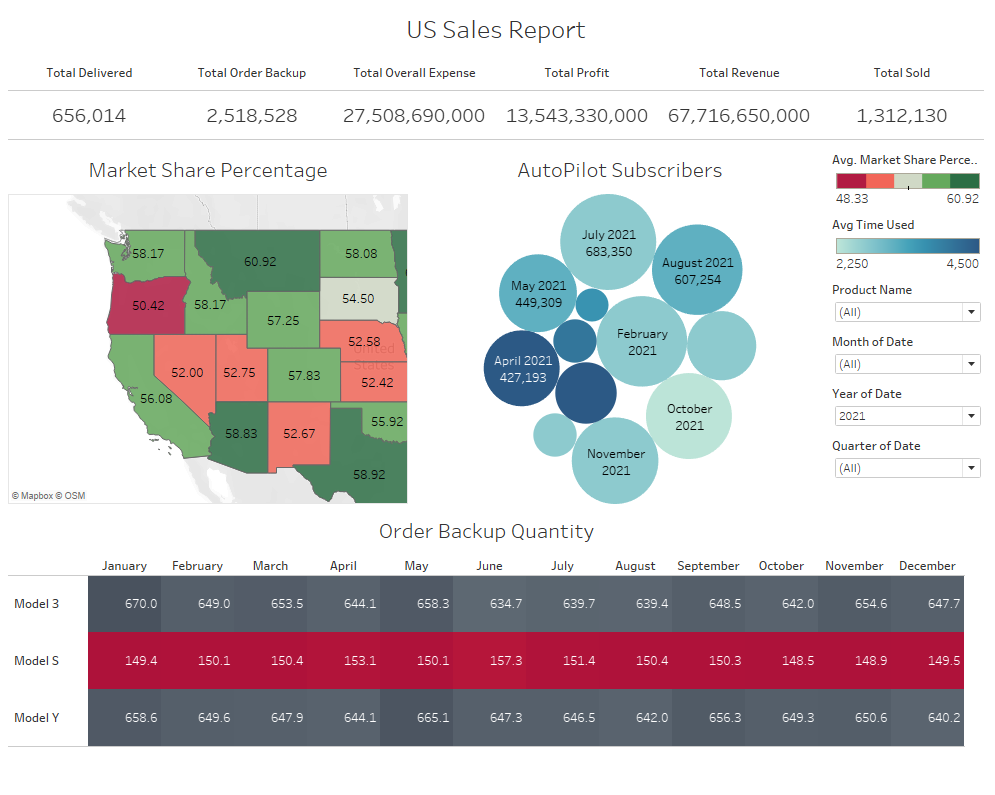 US Sales Report
Total Delivered Total Order Backup Total Overall Expense Total Profit Total Revenue Total Sold
656,014 2,518,528 27,508,690,000 13,543,330,000 67,716,650,000 1,312,130
Market Share Percentage
58.17
60.92
58.08
50.42
58.17
54.50
57.25
52.58
United
States
52.00
52.75
57.83
52.42
56.08
58.83
52.67
55.92
58.92
© Mapbox © OSM
AutoPilot Subscribers
July 2021
683,350
August 2021
607,254
May 2021
449,309
February
2021
April 2021
427,193
October
2021
November
2021
Avg. Market Share Perce..
48.33 60.92
Avg Time Used
2,250 4,500
Product Name
(All)
Month of Date
(All)
Year of Date
2021
Quarter of Date
(All)
Order Backup Quantity
January February March April May June July August September October November December
Model 3 670.0 649.0 653.5 644.1 658.3 634.7 639.7 639.4 648.5 642.0 654.6 647.7
Model S 149.4 150.1 150.4 153.1 150.1 157.3 151.4 150.4 150.3 148.5 148.9 149.5
Model Y 658.6 649.6 647.9 644.1 665.1 647.3 646.5 642.0 656.3 649.3 650.6 640.2